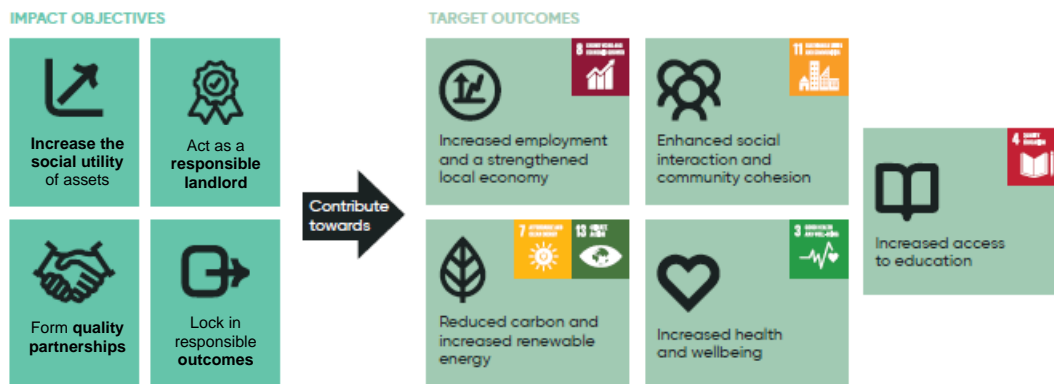 IMPACT OBJECTIVES
Increase the
social utility
of assets
Act as a
responsible
landlord
Form quality
partnerships
Lock in
responsible
outcomes
Contribute
towards
TARGET OUTCOMES
8
Increased employment
and a strengthened
local economy
11
Enhanced social
interaction and
community cohesion
4
Increased access
to education
7
13
Reduced carbon and
increased renewable
energy
3
Increased health
and wellbeing